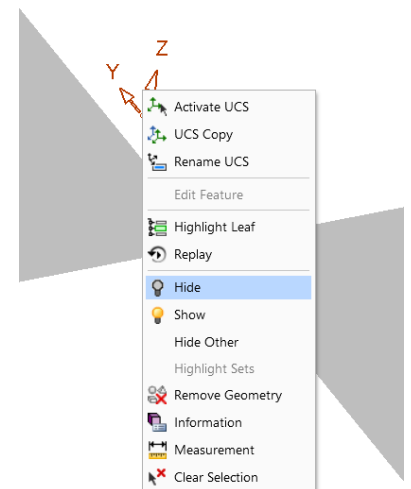 Z
Y
Activate UCS
UCS Copy
Rename UCS
Edit Feature
Highlight Leaf
Replay
Hide
Show
Hide Other
Highlight Sets
Remove Geometry
Information
Measurement
Clear Selection